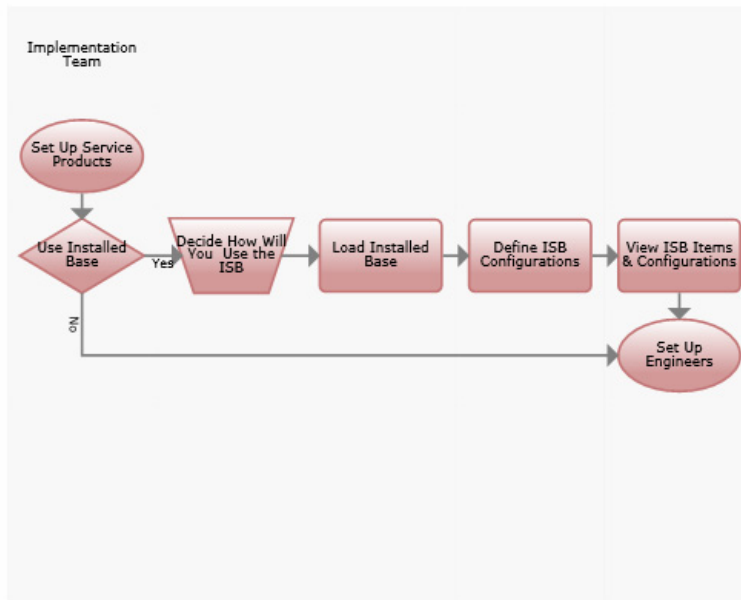 Implementation
Team
Set Up Service
Products
Use Installed
Base
Yes
Decide How Will
You Use the
ISB
Load Installed
Base
Define ISB
Configurations
View ISB Items
& Configurations
No
Set Up
Engineers